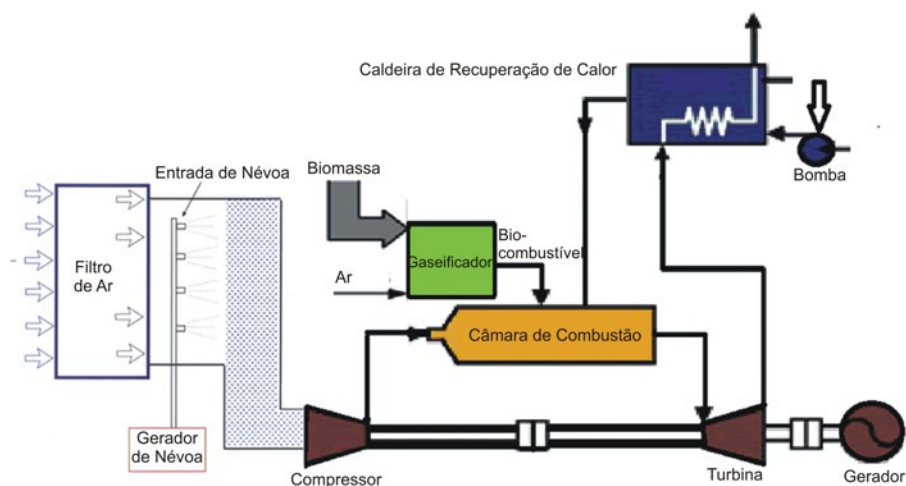 Caldeira de Recuperação de Calor
Bomba
Entrada de Névoa
Biomassa
Filtro
de Ar
Ar
Gaseificador
Bio-
combustível
Câmara de Combustão
Gerador
de Névoa
Compressor
Turbina
Gerador